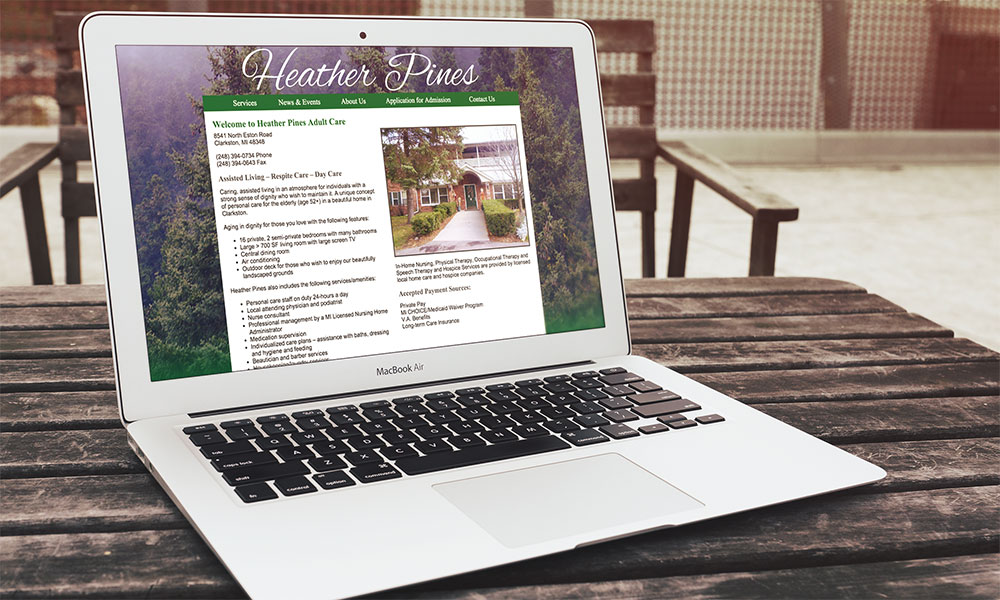 Heather Pines
Services News & Events About Us Application for Admission Contact Us
Welcome to Heather Pines Adult Care
8541 North Eston Road
Clarkston, MI 48348
(248) 394-0734 Phone
(248) 394-0643 Fax
Assisted Living – Respite Care – Day Care
Caring, assisted living in an atmosphere for individuals with a
strong sense of dignity who wish to maintain it. A unique concept
of personal care for the elderly (age 52+) in a beautiful home in
Clarkston.
Aging in dignity for those you love with the following features:
• 16 private, 2 semi-private bedrooms with many bathrooms
• Large > 700 SF living room with large screen TV
• Central dining room
• Air conditioning
• Outdoor deck for those who wish to enjoy our beautifully
landscaped grounds
Heather Pines also includes the following services/amenities:
• Personal care staff on duty 24-hours a day
• Local attending physician and podiatrist
• Nurse consultant
• Professional management by a MI Licensed Nursing Home
Administrator
• Medication supervision
• Individualized care plans – assistance with baths, dressing
and hygiene and feeding
• Beautician and barber services
In-Home Nursing, Physical Therapy, Occupational Therapy and
Speech Therapy and Hospice Services are provided by licensed
local home care and hospice companies.
Accepted Payment Sources:
Private Pay
MI CHOICE/Medicaid Waiver Program
V.A. Benefits
Long-term Care Insurance
MacBook Air
esc
tab Q W E R T Y U I O P
caps lock A S D F G H J K L
shift Z X C V B N M
fn control option command command option